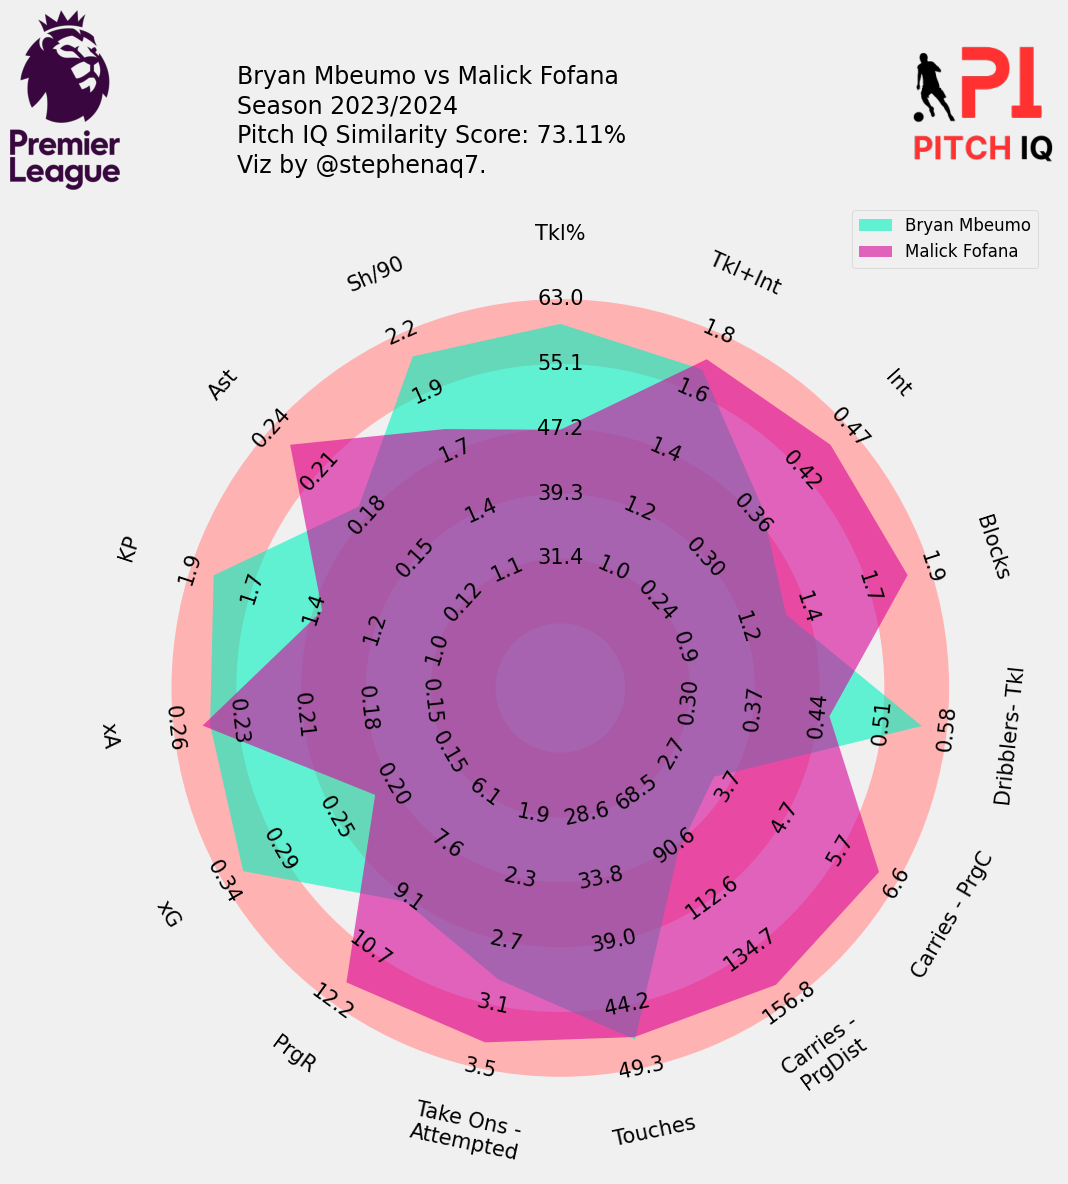 Premier
League
Bryan Mbeumo vs Malick Fofana
Season 2023/2024
Pitch IQ Similarity Score: 73.11%
Viz by @stephenaq7.
PI
PITCH IQ
Bryan Mbeumo
Malick Fofana
Tkl%
31.4
39.3
47.2
55.1
63.0
Tkl+Int
1.0
1.2
1.4
1.6
1.8
Int
0.24
0.30
0.36
0.42
0.47
Blocks
0.9
1.2
1.4
1.7
1.9
Dribblers- Tkl
0.30
0.37
0.44
0.51
0.58
Carries - PrgC
2.7
3.7
4.7
5.7
6.6
Carries -
PrgDist
68.5
90.6
112.6
134.7
156.8
Touches
28.6
33.8
39.0
44.2
49.3
Take Ons -
Attempted
1.9
2.3
2.7
3.1
3.5
PrgR
6.1
7.6
9.1
10.7
12.2
xG
0.15
0.20
0.25
0.29
0.34
xA
0.15
0.18
0.21
0.23
0.26
KP
1.0
1.2
1.4
1.7
1.9
Ast
0.12
0.15
0.18
0.21
0.24
Sh/90
1.1
1.4
1.7
1.9
2.2